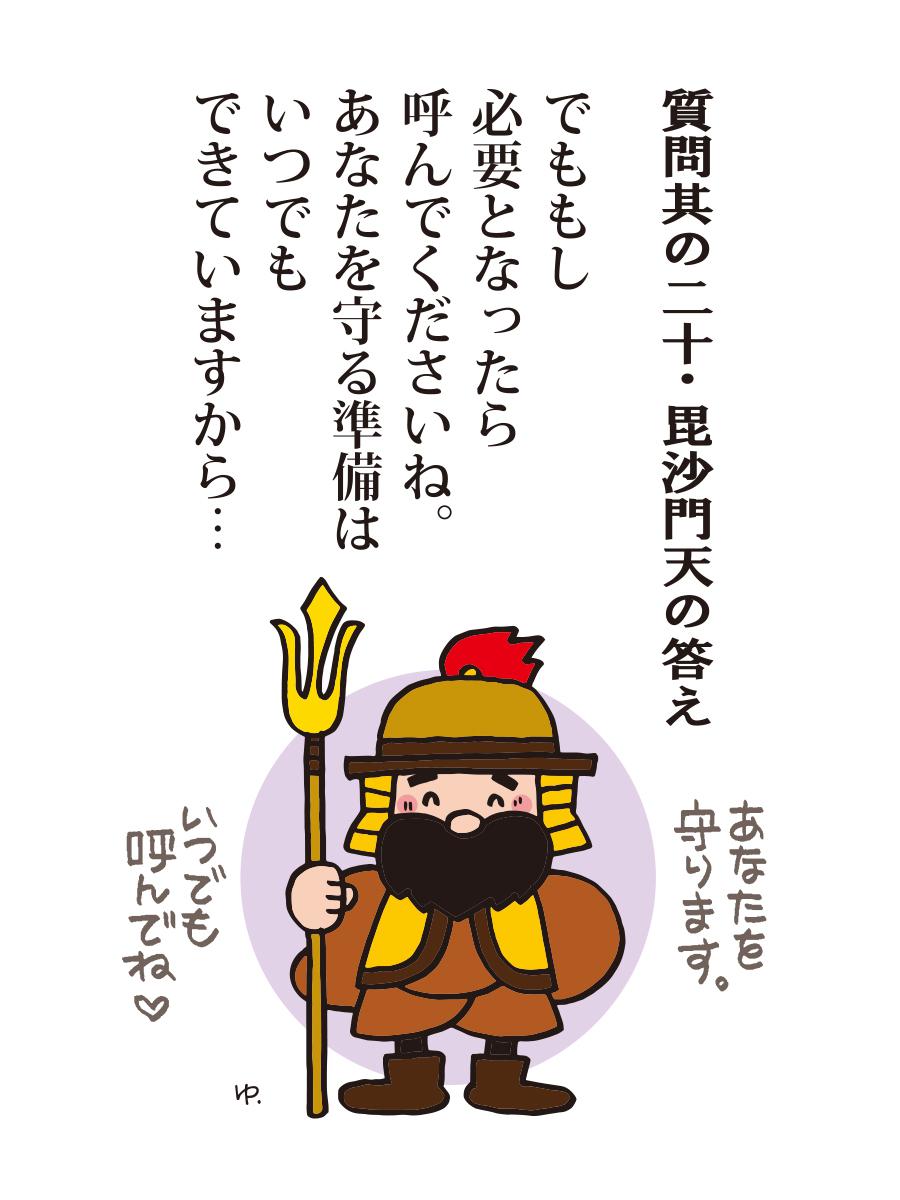 質問其の二十・毘沙門天の答え
でももし
必要となったら
呼んでくださいね。
あなたを守る準備は
いつでも
できていますから…
あなたを
守ります。
いつでも
呼んでね♡
ゆ.